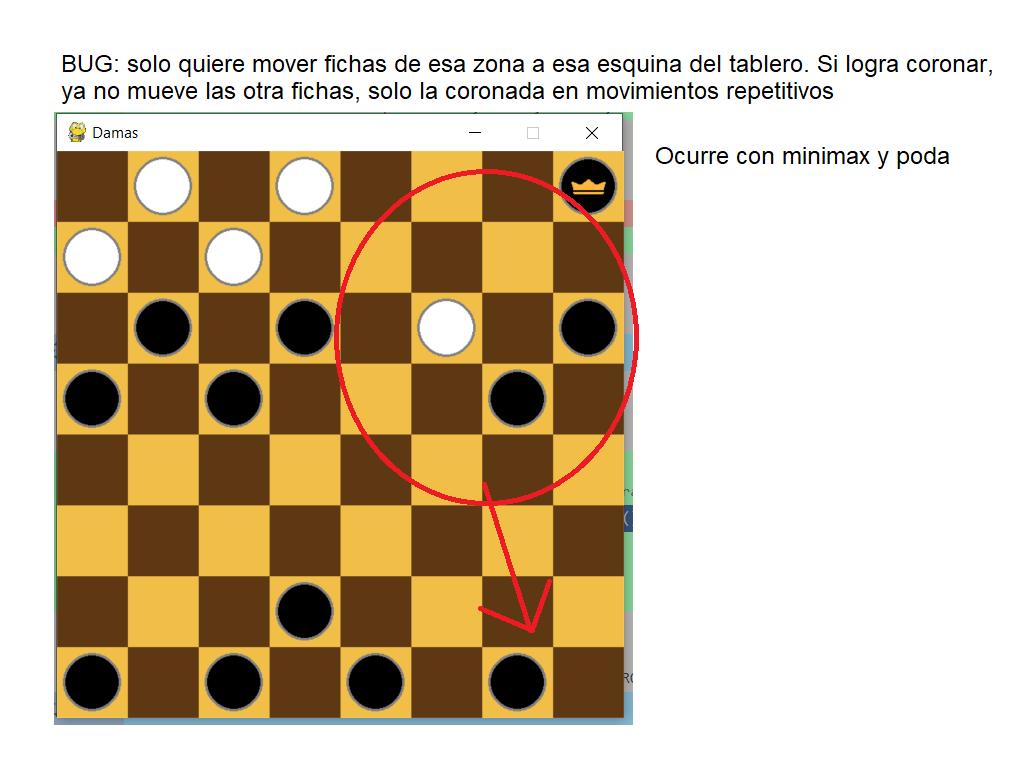 BUG: solo quiere mover fichas de esa zona a esa esquina del tablero. Si logra coronar,
ya no mueve las otra fichas, solo la coronada en movimientos repetitivos
Damas
Ocurre con minimax y poda